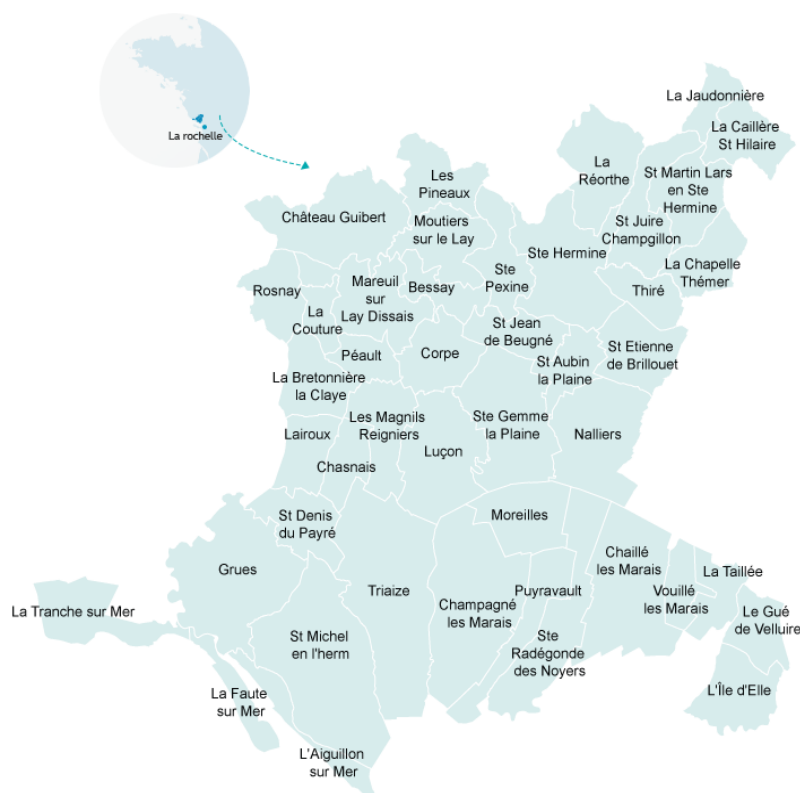 La rochelle
La Jaudonnière
La Caillère
St Hilaire
La
Réorthe
St Martin Lars
en Ste
Hermine
Les
Pineaux
Château Guibert
Moutiers
sur le Lay
St Juire
Champgillon
Ste Hermine
La Chapelle
Thémer
Ste
Pexine
Rosnay
Mareuil
sur
Lay Dissais
Bessay
Thiré
La
Couture
St Jean
de Beugné
Péault
Corpe
St Etienne
de Brillouet
St Aubin
la Plaine
La Bretonnière
la Claye
Les Magnils
Reigniers
Ste Gemme
la Plaine
Lairoux
Nalliers
Luçon
Chasnais
St Denis
du Payré
Moreilles
Chaillé
les Marais
Grues
La Taillée
Triaize
Puyravault
Vouillé
les Marais
Champagné
les Marais
La Tranche sur Mer
Le Gué
de Velluire
St Michel
en l'herm
Ste
Radégonde
des Noyers
La Faute
sur Mer
L'Île d'Elle
L'Aiguillon
sur Mer